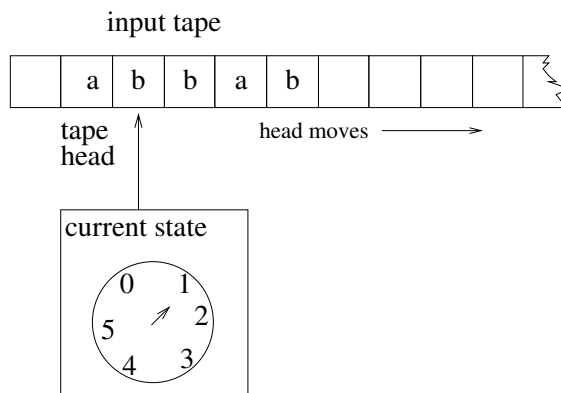 input tape
a b b a b
tape
head
head moves
current state
0 1
5 2
4 3